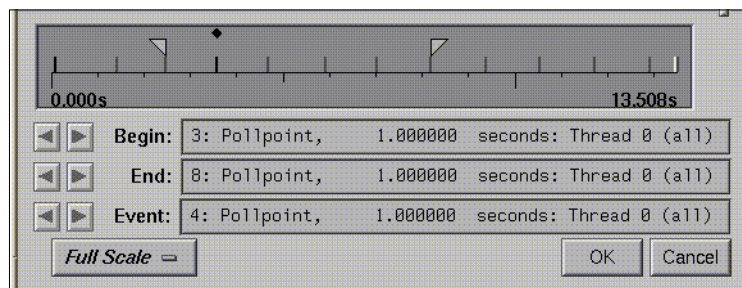 0.000s 13.508s
Begin: 3: Pollpoint, 1.000000 seconds: Thread 0 (all)
End: 8: Pollpoint, 1.000000 seconds: Thread 0 (all)
Event: 4: Pollpoint, 1.000000 seconds: Thread 0 (all)
Full Scale OK Cancel